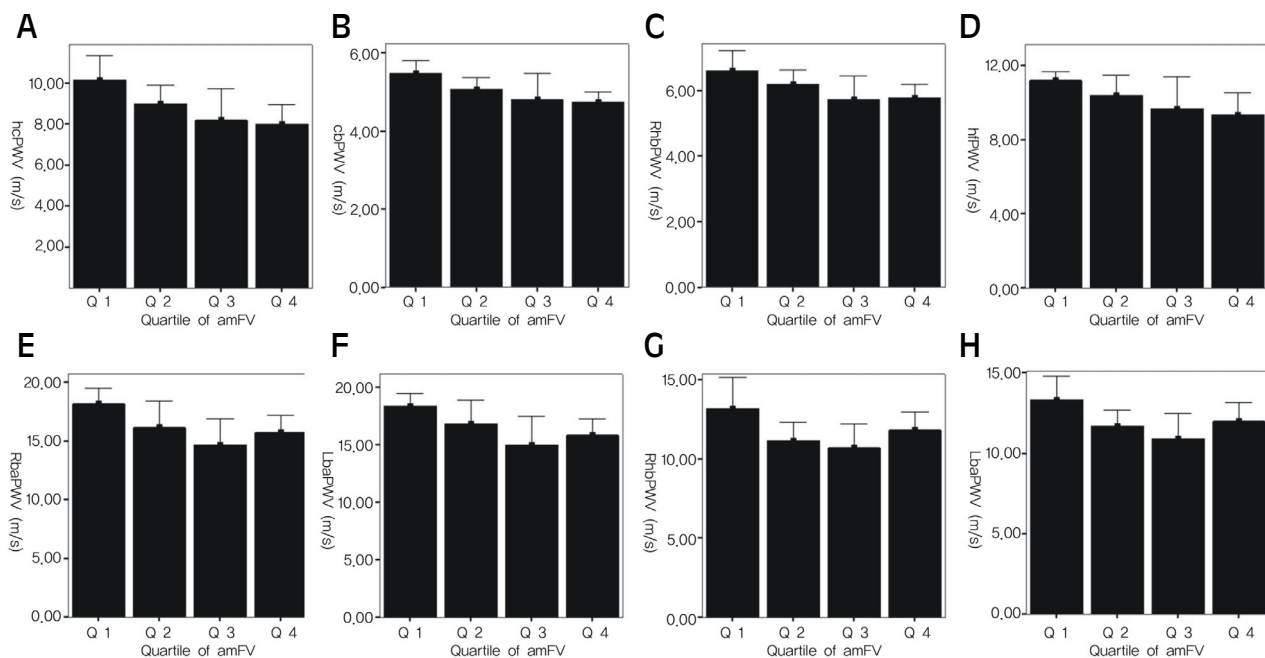 A
hcPWV (m/s)
10,00
8,00
6,00
4,00
2,00
Q 1 Q 2 Q 3 Q 4
Quartile of amFV
B
cbPWV (m/s)
6,00
4,00
2,00
0,00
Q 1 Q 2 Q 3 Q 4
Quartile of amFV
C
RhbPWV (m/s)
6,00
4,00
2,00
0,00
Q 1 Q 2 Q 3 Q 4
Quartile of amFV
D
hfPWV (m/s)
12,00
8,00
4,00
0,00
Q 1 Q 2 Q 3 Q 4
Quartile of amFV
E
RbaPWV (m/s)
20,00
15,00
10,00
5,00
0,00
Q 1 Q 2 Q 3 Q 4
Quartile of amFV
F
LbaPWV (m/s)
20,00
15,00
10,00
5,00
0,00
Q 1 Q 2 Q 3 Q 4
Quartile of amFV
G
RhbPWV (m/s)
15,00
10,00
5,00
0,00
Q 1 Q 2 Q 3 Q 4
Quartile of amFV
H
LbaPWV (m/s)
15,00
10,00
5,00
0,00
Q 1 Q 2 Q 3 Q 4
Quartile of amFV